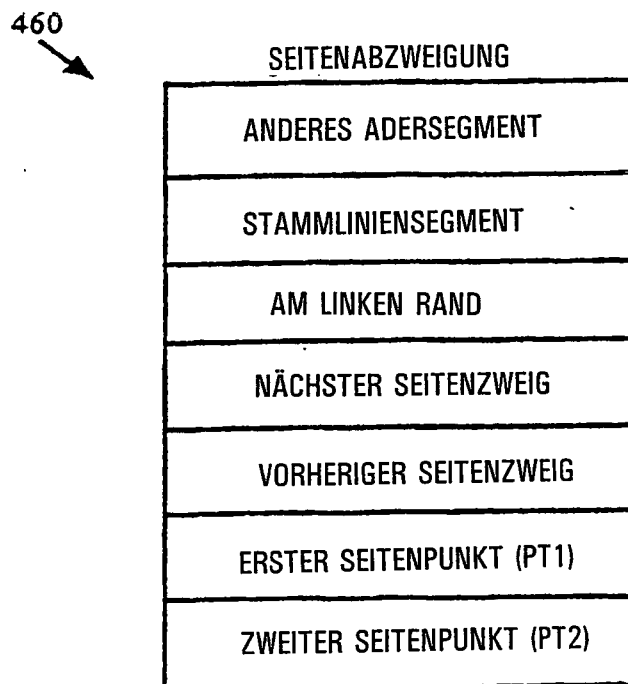 460
SEITENABZWEIGUNG
ANDERES ADERSEGMENT
STAMMLINIENSEGMENT
AM LINKEN RAND
NÄCHSTER SEITENZWEIG
VORHERIGER SEITENZWEIG
ERSTER SEITENPUNKT (PT1)
ZWEITER SEITENPUNKT (PT2)